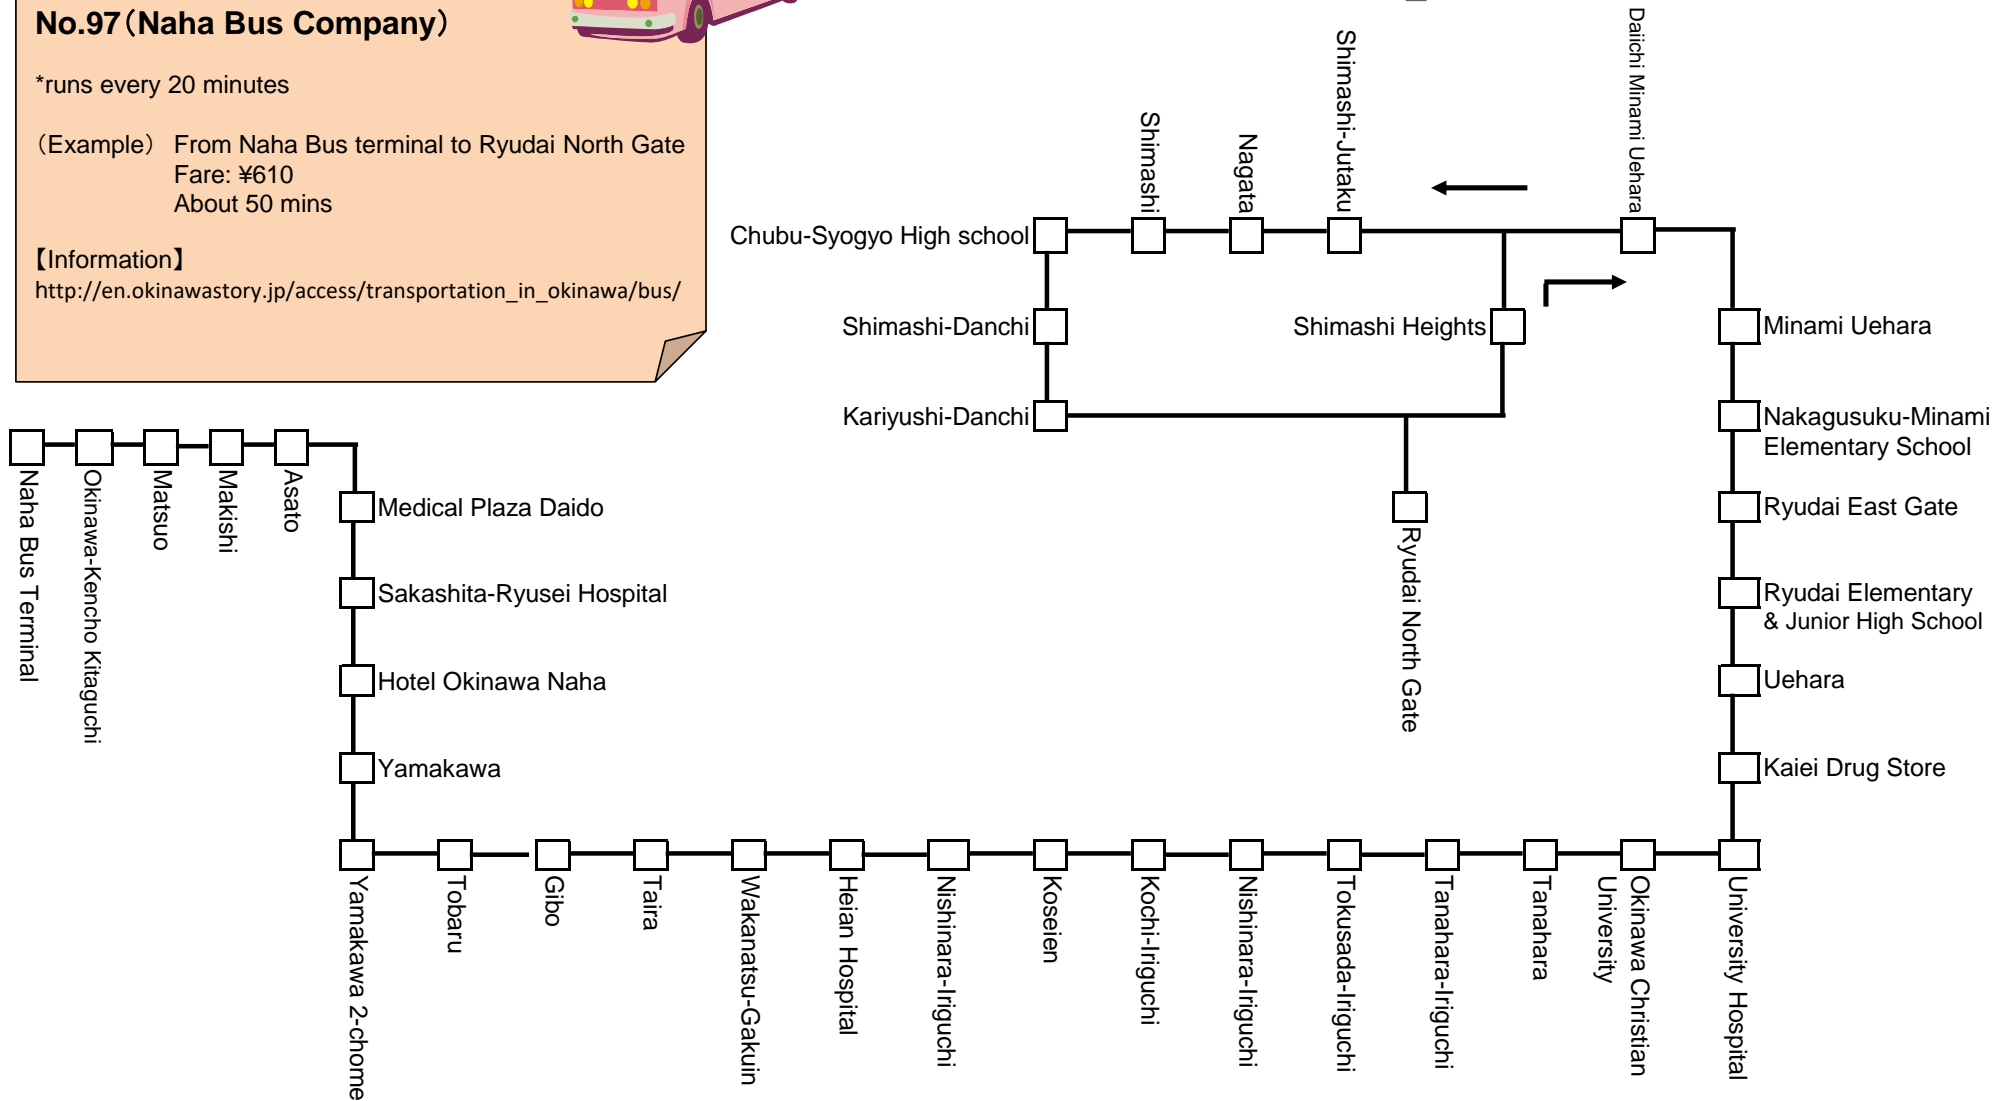 No.97（Naha Bus Company）
*runs every 20 minutes
（Example） From Naha Bus terminal to Ryudai North Gate
Fare: ¥610
About 50 mins
【Information】
http://en.okinawastory.jp/access/transportation_in_okinawa/bus/
Daiichi Minami Uehara
Shimashi-Jutaku
Nagata
Shimashi
Chubu-Syogyo High school
Shimashi-Danchi
Kariyushi-Danchi
Shimashi Heights
Ryudai North Gate
Minami Uehara
Nakagusuku-Minami
Elementary School
Ryudai East Gate
Ryudai Elementary
& Junior High School
Uehara
Kaiei Drug Store
Naha Bus Terminal
Okinawa-Kencho Kitaguchi
Matsuo
Makishi
Asato
Medical Plaza Daido
Sakashita-Ryusei Hospital
Hotel Okinawa Naha
Yamakawa
Yamakawa 2-chome
Tobaru
Gibo
Taira
Wakanatsu-Gakuin
Heian Hospital
Nishinara-Iriguchi
Koseien
Kochi-Iriguchi
Nishinara-Iriguchi
Tokusada-Iriguchi
Tanahara-Iriguchi
Tanahara
Okinawa Christian
University
University Hospital